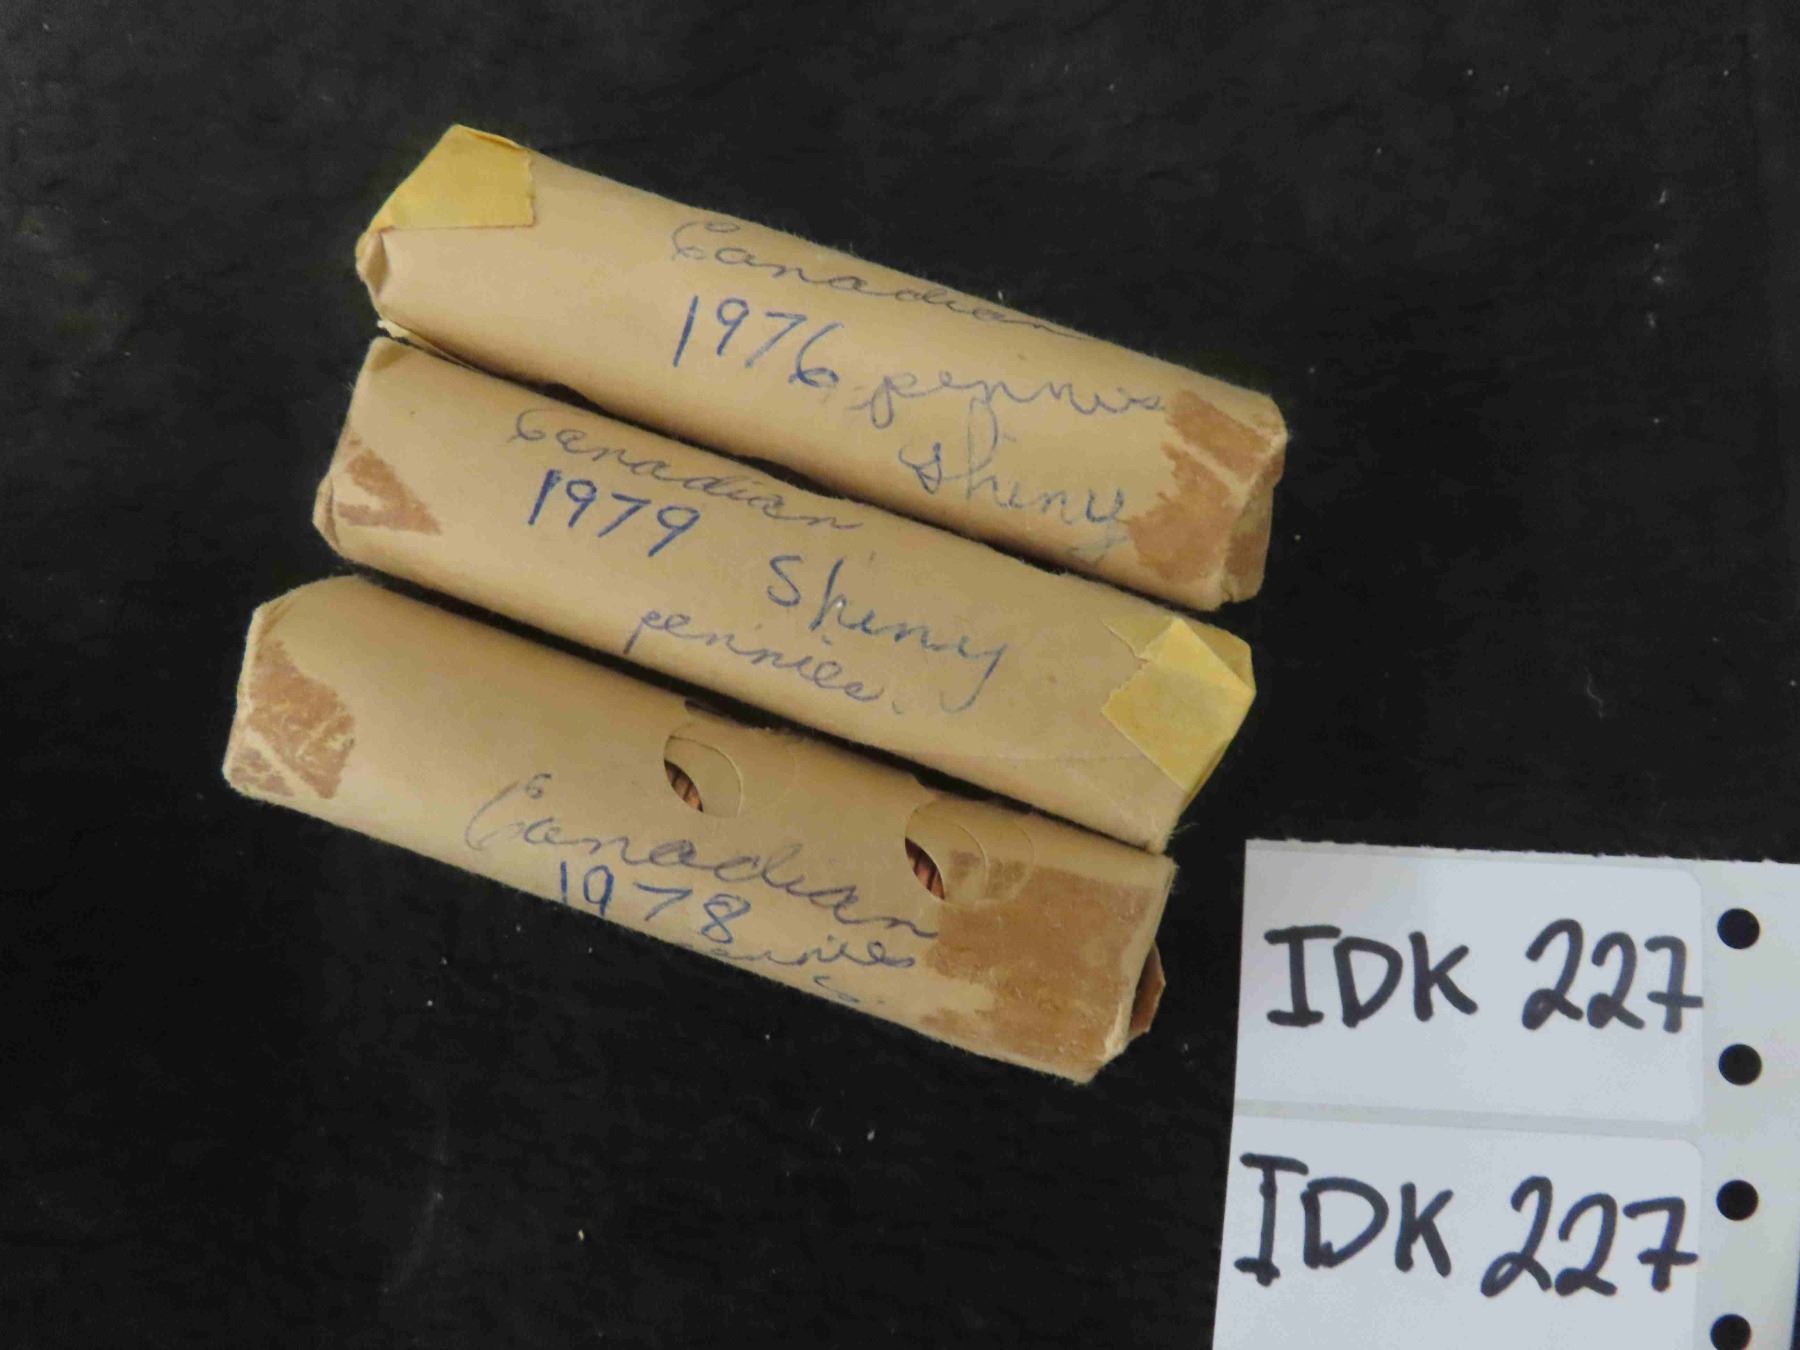 Canadian
1976 pennies
shiny
Canadian
1979 Shiny
pennies.
Canadian
1978
IDK 227
IDK 227